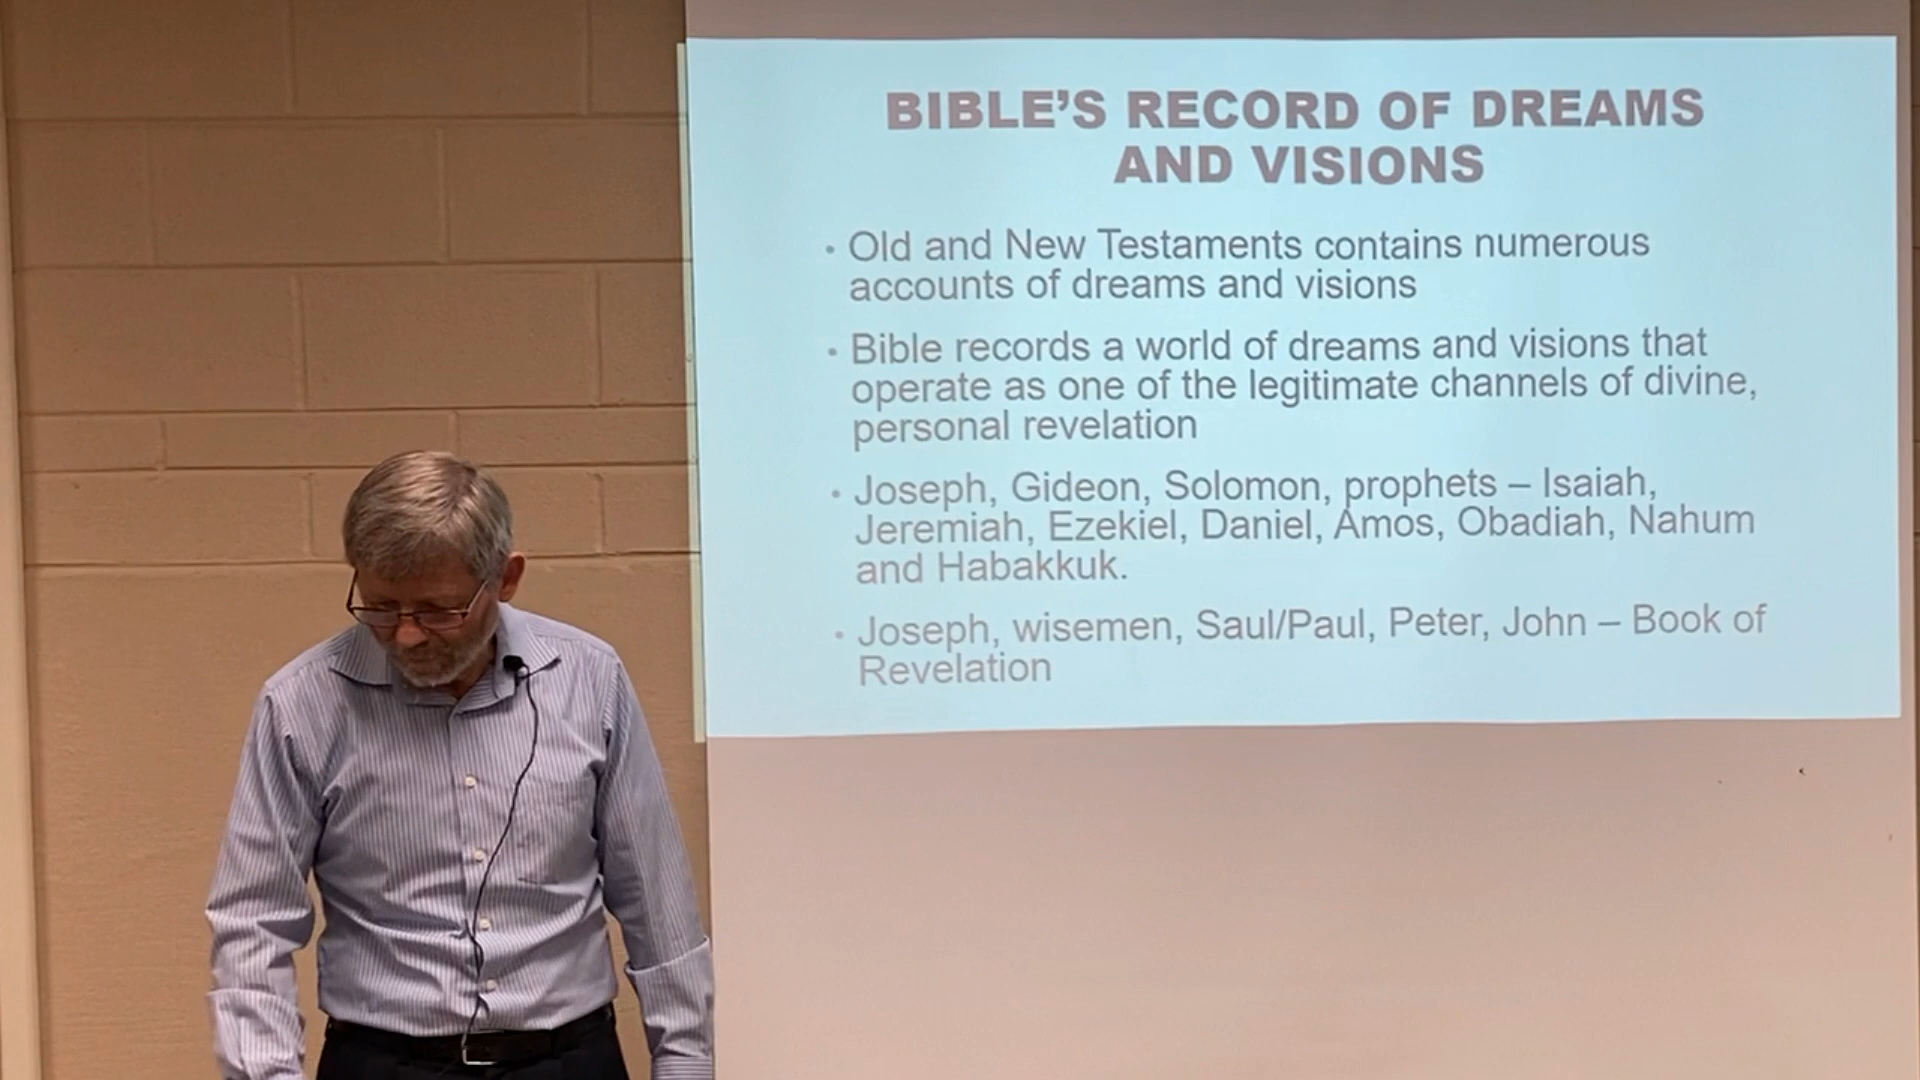 BIBLE’S RECORD OF DREAMS
AND VISIONS
• Old and New Testaments contains numerous
accounts of dreams and visions
• Bible records a world of dreams and visions that
operate as one of the legitimate channels of divine,
personal revelation
• Joseph, Gideon, Solomon, prophets – Isaiah,
Jeremiah, Ezekiel, Daniel, Amos, Obadiah, Nahum
and Habakkuk.
• Joseph, wisemen, Saul/Paul, Peter, John – Book of
Revelation